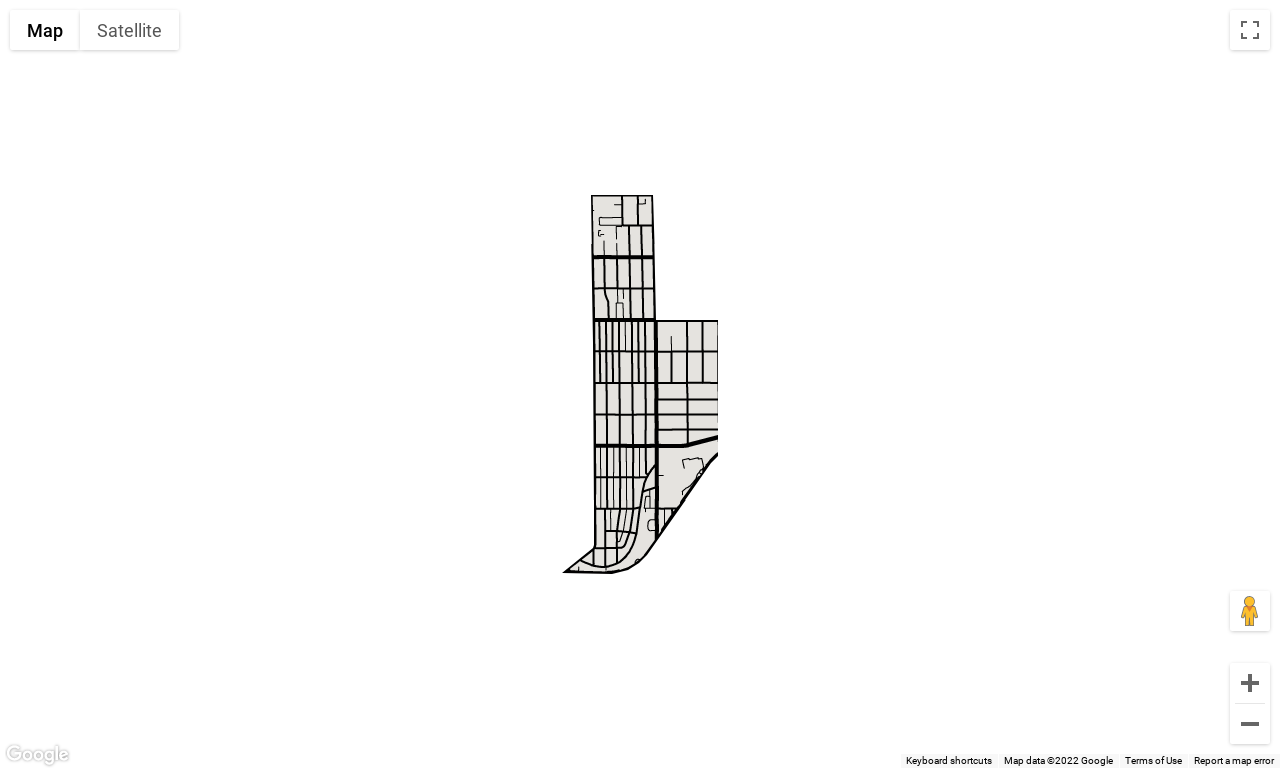 Map Satellite
Google
Keyboard shortcuts Map data ©2022 Google Terms of Use Report a map error